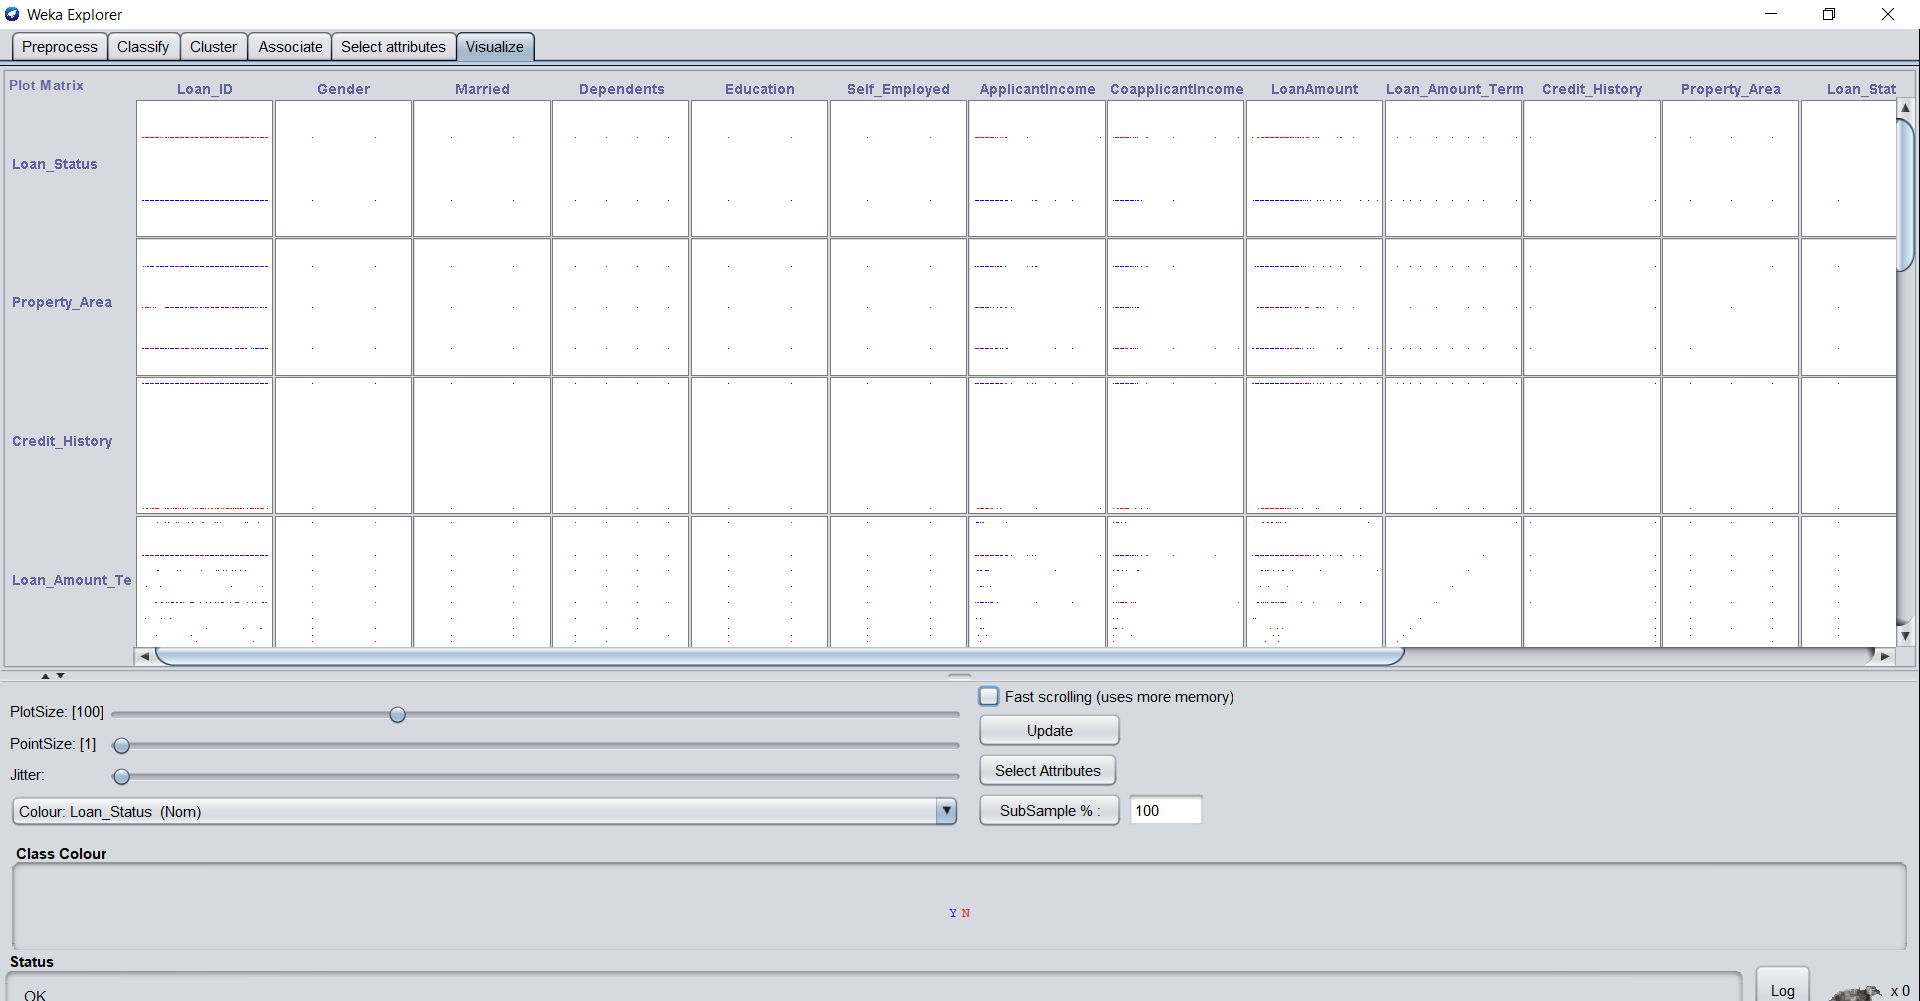 Weka Explorer
Preprocess Classify Cluster Associate Select attributes Visualize
Plot Matrix
Loan_ID Gender Married Dependents Education Self_Employed ApplicantIncome CoapplicantIncome LoanAmount Loan_Amount_Term Credit_History Property_Area Loan_Stat
Loan_Status
Property_Area
Credit_History
Loan_Amount_Te
PlotSize: [100]
PointSize: [1]
Jitter:
Colour: Loan_Status (Nom)
Fast scrolling (uses more memory)
Update
Select Attributes
SubSample % : 100
Class Colour
Y N
Status
OK
Log x 0